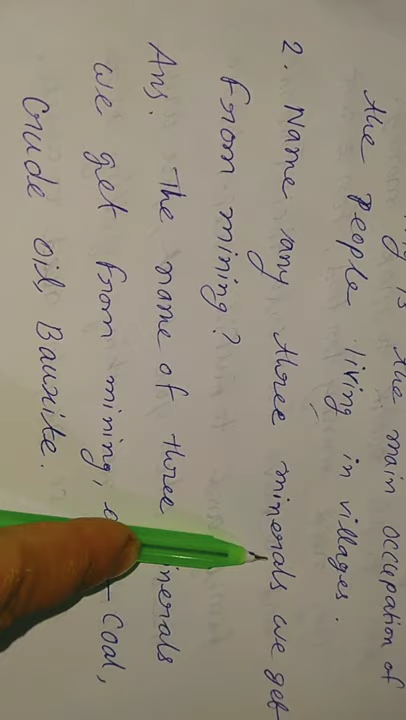 is the main occupation of
the people living in villages.
2. Name any three minerals we get
from mining?
Ans. The name of three minerals
we get from mining, Coal,
Crude oil, Bauxite.